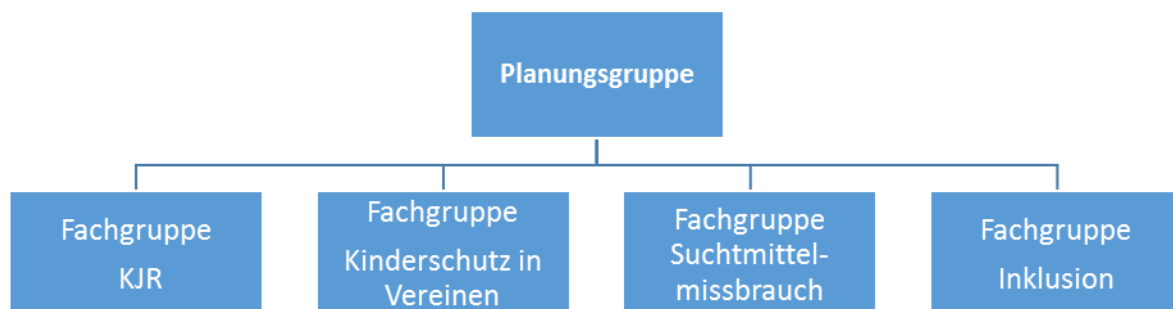 Planungsgruppe
Fachgruppe
KJR
Fachgruppe
Kinderschutz in
Vereinen
Fachgruppe
Suchtmittel-
missbrauch
Fachgruppe
Inklusion